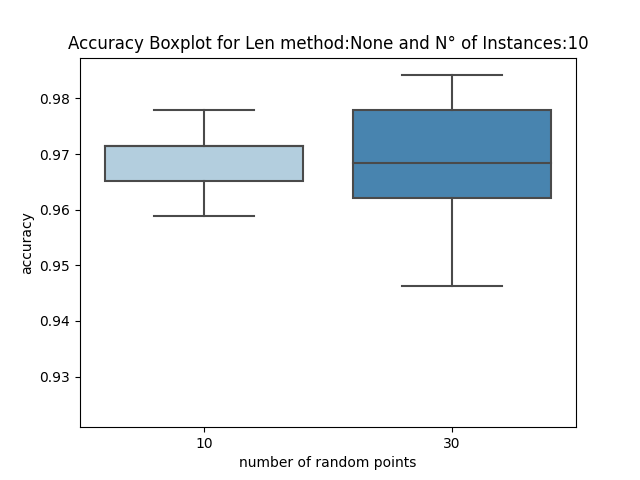 Accuracy Boxplot for Len method:None and N° of Instances:10
0.98
0.97
0.96
0.95
0.94
0.93
accuracy
10 30
number of random points